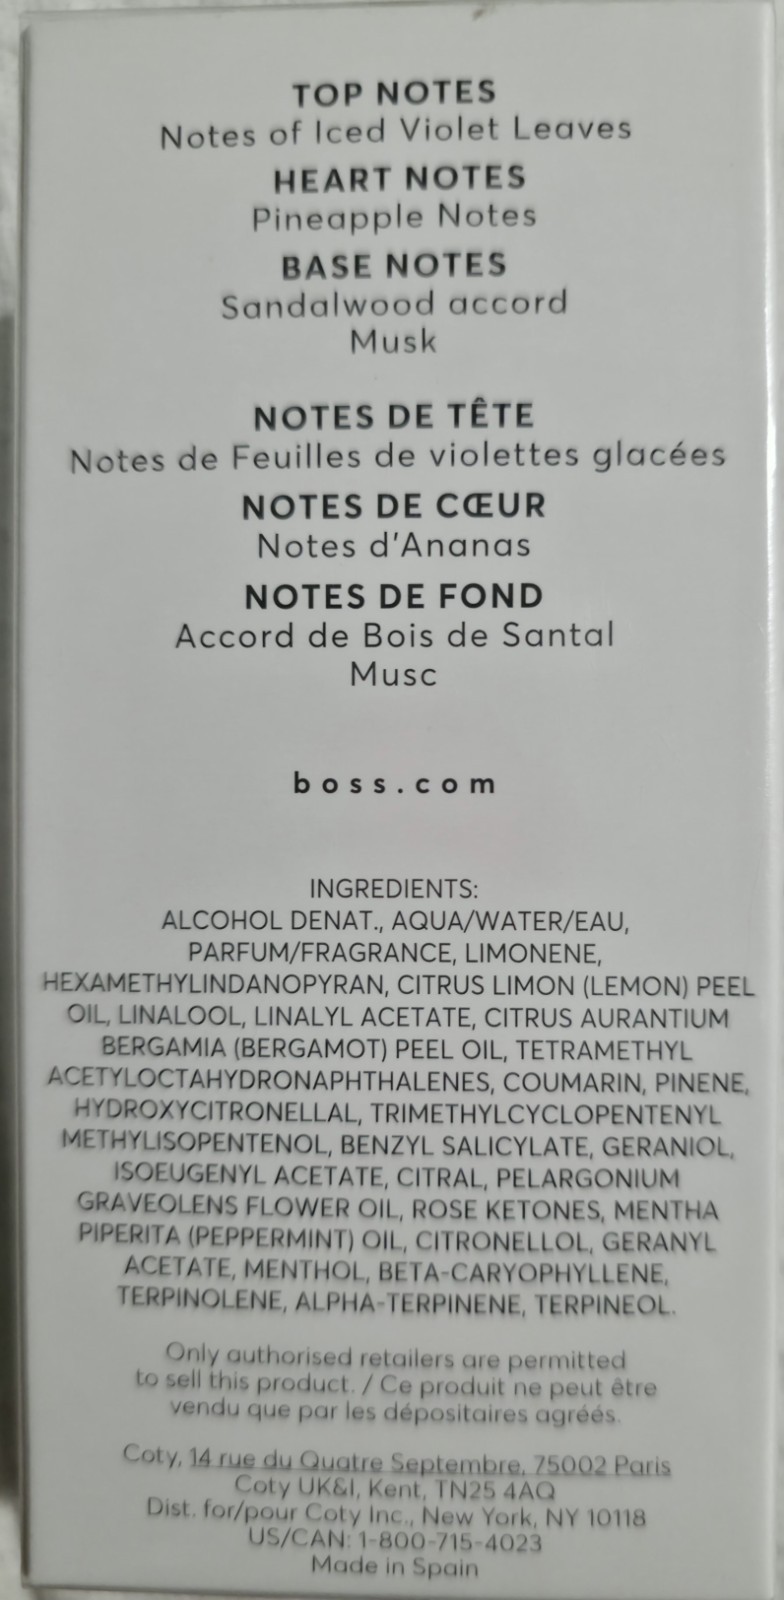 TOP NOTES
Notes of Iced Violet Leaves
HEART NOTES
Pineapple Notes
BASE NOTES
Sandalwood accord
Musk
NOTES DE TÊTE
Notes de Feuilles de violettes glacées
NOTES DE CŒUR
Notes d'Ananas
NOTES DE FOND
Accord de Bois de Santal
Musc
boss.com
INGREDIENTS:
ALCOHOL DENAT., AQUA/WATER/EAU,
PARFUM/FRAGRANCE, LIMONENE,
HEXAMETHYLINDANOPYRAN, CITRUS LIMON (LEMON) PEEL
OIL, LINALOOL, LINALYL ACETATE, CITRUS AURANTIUM
BERGAMIA (BERGAMOT) PEEL OIL, TETRAMETHYL
ACETYLOCTAHYDRONAPHTHALENES, COUMARIN, PINENE,
HYDROXYCITRONELLAL, TRIMETHYLCYCLOPENTENYL
METHYLISOPENTENOL, BENZYL SALICYLATE, GERANIOL,
ISOEUGENYL ACETATE, CITRAL, PELARGONIUM
GRAVEOLENS FLOWER OIL, ROSE KETONES, MENTHA
PIPERITA (PEPPERMINT) OIL, CITRONELLOL, GERANYL
ACETATE, MENTHOL, BETA-CARYOPHYLLENE,
TERPINOLENE, ALPHA-TERPINENE, TERPINEOL.
Only authorised retailers are permitted
to sell this product. / Ce produit ne peut être
vendu que par les dépositaires agréés.
Coty, 14 rue du Quatre Septembre, 75002 Paris
Coty UK&I, Kent, TN25 4AQ
Dist. for/pour Coty Inc., New York, NY 10118
US/CAN: 1-800-715-4023
Made in Spain